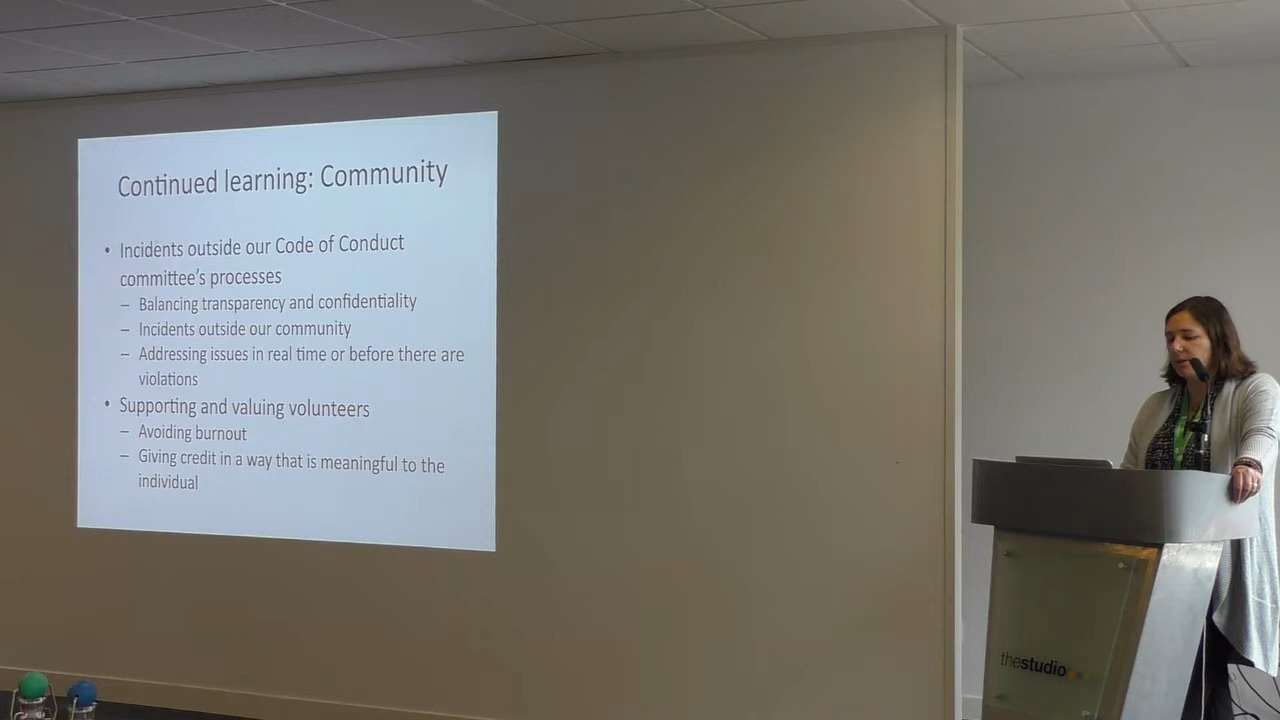 Continued learning: Community
• Incidents outside our Code of Conduct
committee's processes
– Balancing transparency and confidentiality
– Incidents outside our community
– Addressing issues in real time or before there are
violations
• Supporting and valuing volunteers
– Avoiding burnout
– Giving credit in a way that is meaningful to the
individual
thestudio